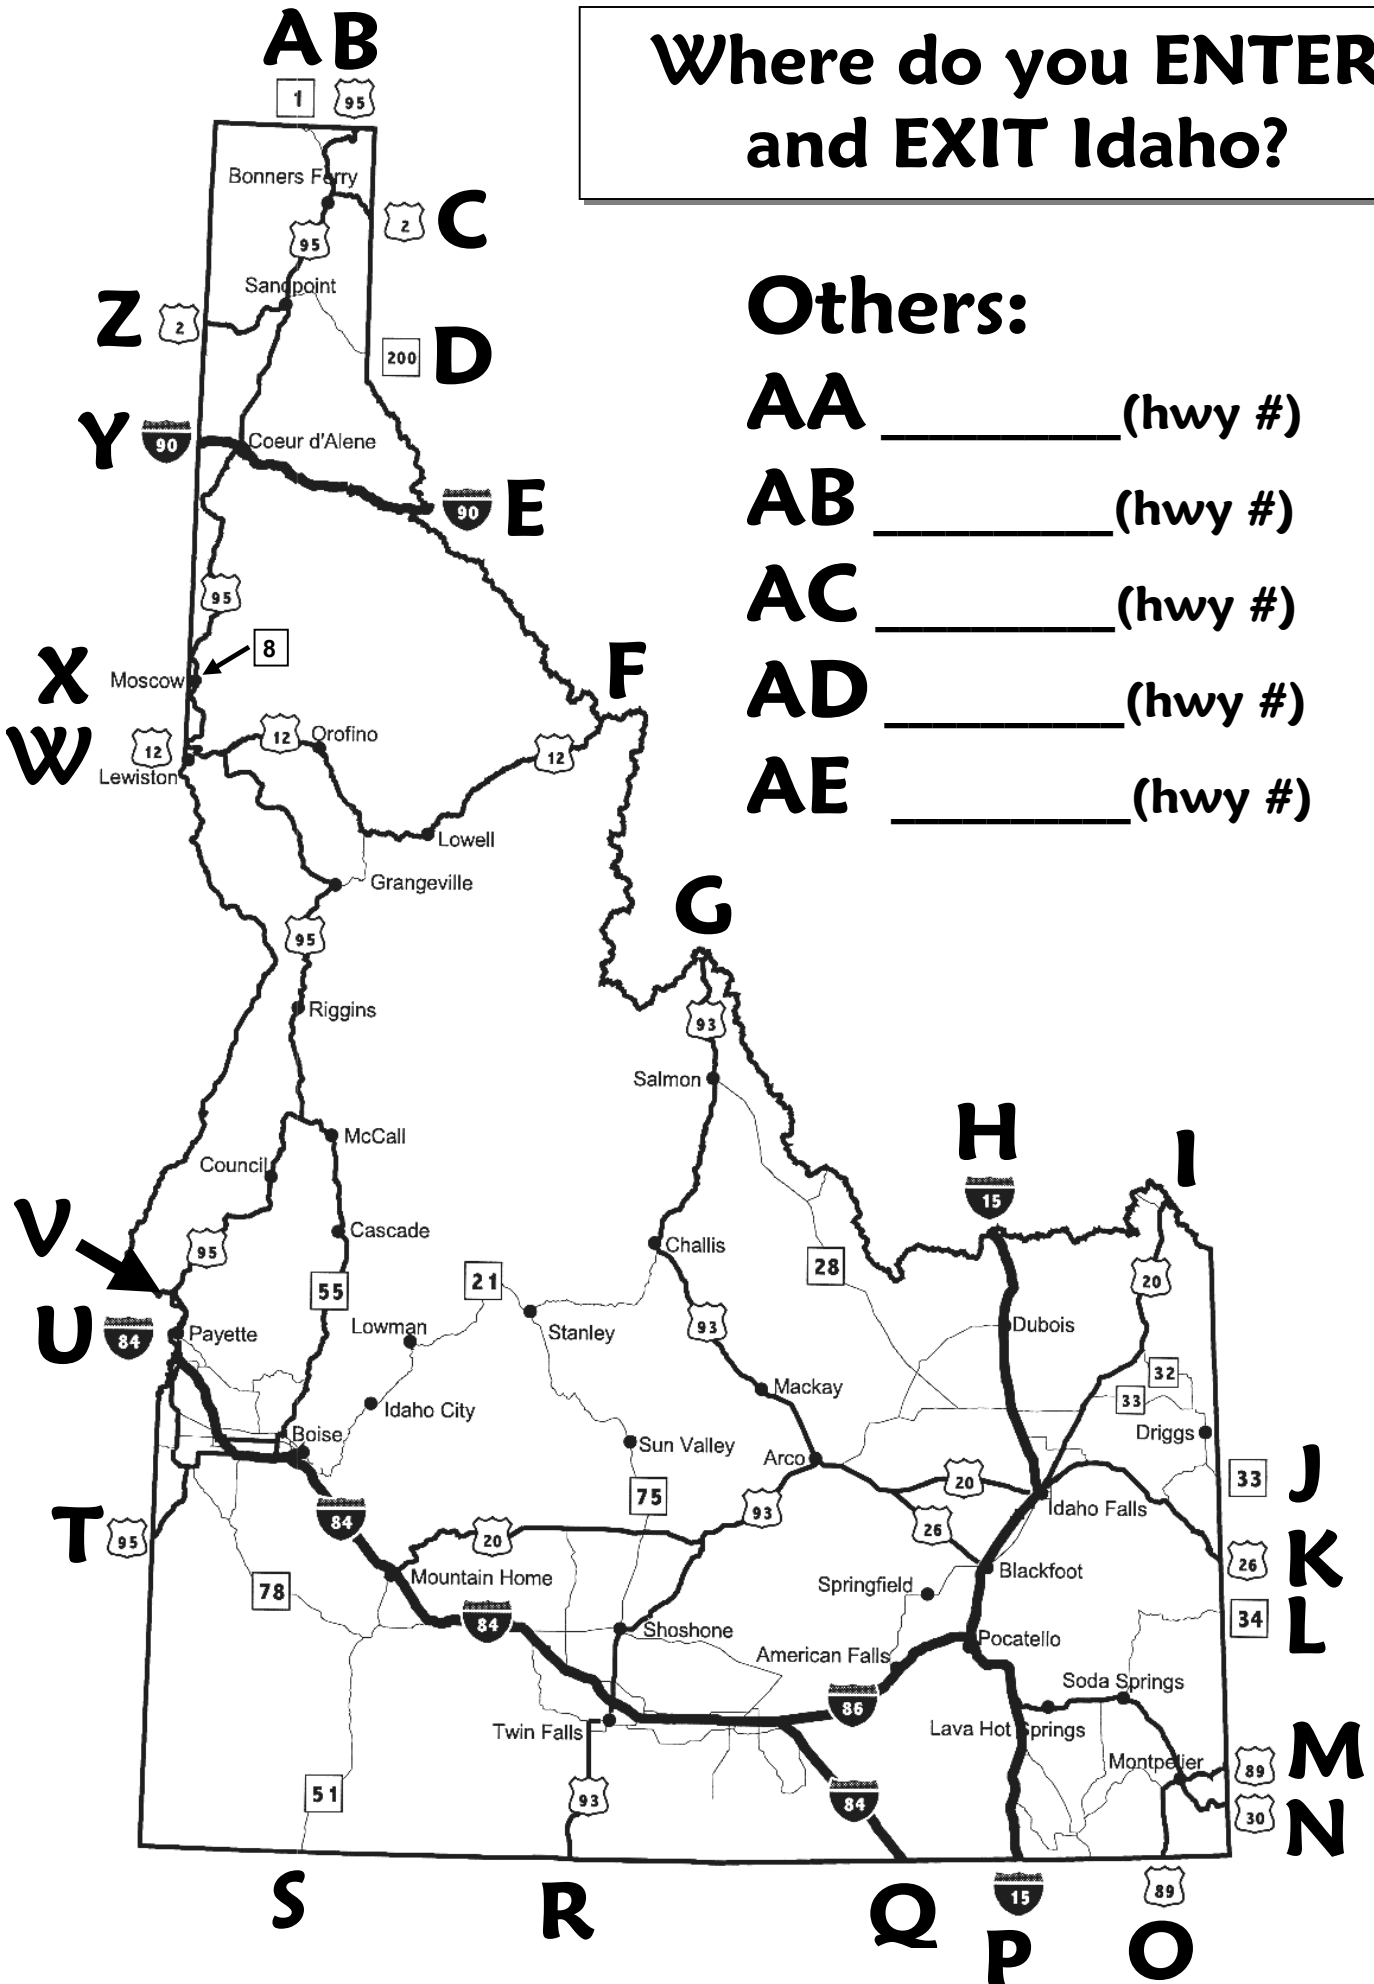 A B
Where do you ENTER
and EXIT Idaho?
1 95
Bonners Ferry
2 C
95
Sandpoint
Others:
Z 2
200 D
AA __________(hwy #)
Y 90
Coeur d'Alene
90 E
AB __________(hwy #)
95
AC __________(hwy #)
8
X Moscow
F
AD __________(hwy #)
W 12
12 Orofino
12
Lewiston
AE __________(hwy #)
Lowell
Grangeville
G
95
Riggins
93
Salmon
McCall
H
I
Council
15
V
Cascade
95
Challis
21
28
20
55
U 84
Payette
Lowman
Stanley
93
Dubois
32
33
Mackay
Idaho City
Driggs
Boise
Sun Valley
Arco
33 J
20
75
93
Idaho Falls
T 95
84
20
26
26 K
Mountain Home
Blackfoot
Springfield
78
84
34 L
Shoshone
Pocatello
American Falls
Soda Springs
86
Twin Falls
Lava Hot Springs
Montpelier
89 M
51
93
84
30 N
S
R
Q
15
89
P
O